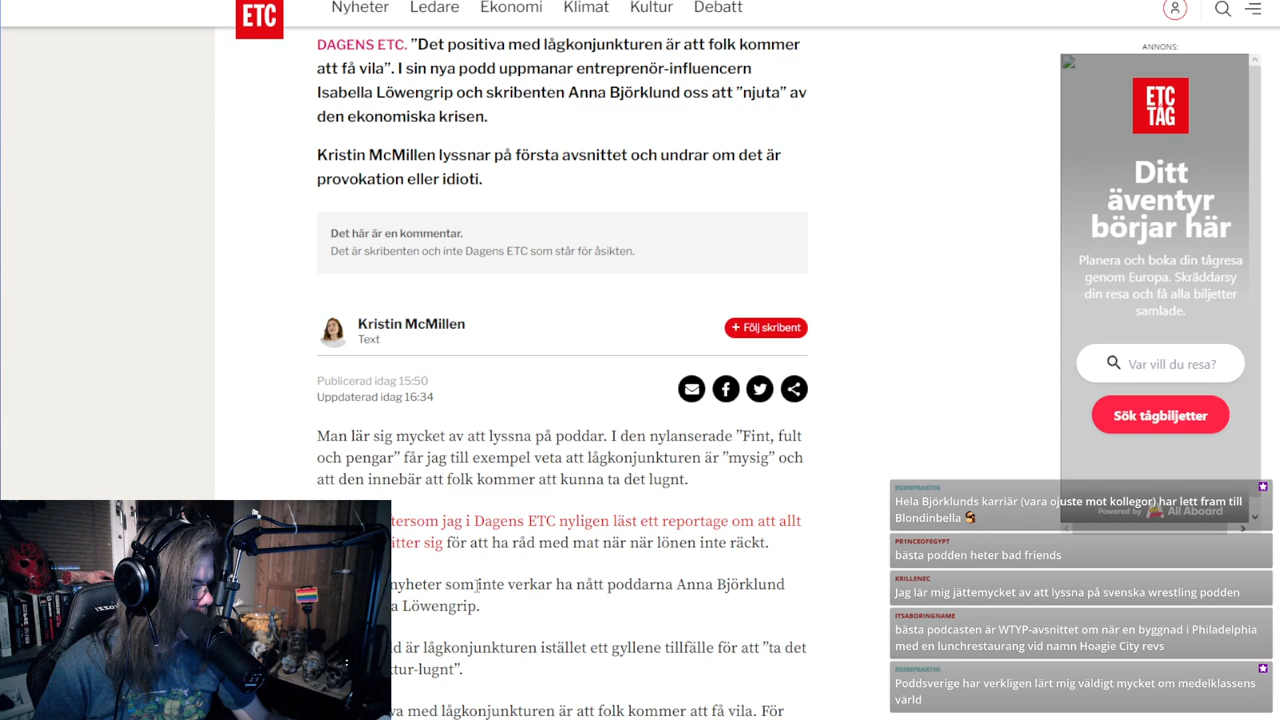 ETC
Nyheter Ledare Ekonomi Klimat Kultur Debatt
DAGENS ETC. ”Det positiva med lågkonjunkturen är att folk kommer
att få vila”. I sin nya podd uppmanar entreprenör-influencern
Isabella Löwengrip och skribenten Anna Björklund oss att ”njuta” av
den ekonomiska krisen.
Kristin McMillen lyssnar på första avsnittet och undrar om det är
provokation eller idioti.
Det här är en kommentar.
Det är skribenten och inte Dagens ETC som står för åsikten.
Kristin McMillen
Text
+ Följ skribent
Publicerad idag 15:50
Uppdaterad idag 16:34
Man lär sig mycket av att lyssna på poddar. I den nylanserade ”Fint, fult
och pengar” får jag till exempel veta att lågkonjunkturen är ”mysig” och
att den innebär att folk kommer att kunna ta det lugnt.
tersom jag i Dagens ETC nyligen läst ett reportage om att allt
ätter sig för att ha råd med mat när när lönen inte räckt.
nyheter som inte verkar ha nått poddarna Anna Björklund
a Löwengrip.
d är lågkonjunkturen istället ett gyllene tillfälle för att ”ta det
tur-lugnt”.
va med lågkonjunkturen är att folk kommer att få vila. För
ANNONS:
ETC
TAG
Ditt
äventyr
börjar här
Planera och boka din tågresa
genom Europa. Skräddarsy
din resa och få alla biljetter
samlade.
Var vill du resa?
Sök tågbiljetter
Powered by All Aboard
Hela Björklunds karriär (vara ojuste mot kollegor) har lett fram till
Blondinbella
PR1NCEOFEGYPT
bästa podden heter bad friends
KRILLENEC
Jag lär mig jättemycket av att lyssna på svenska wrestling podden
ITSABORINGNAME
bästa podcasten är WTYP-avsnittet om när en byggnad i Philadelphia
med en lunchrestaurang vid namn Hoagie City revs
Poddsverige har verkligen lärt mig väldigt mycket om medelklassens
värld